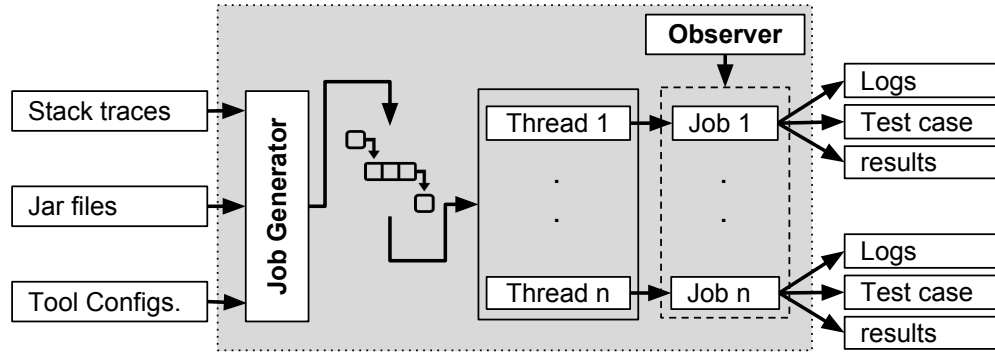 Observer
Stack traces
Jar files
Tool Configs.
Job Generator
Thread 1
.
.
Thread n
Job 1
.
.
Job n
Logs
Test case
results
Logs
Test case
results